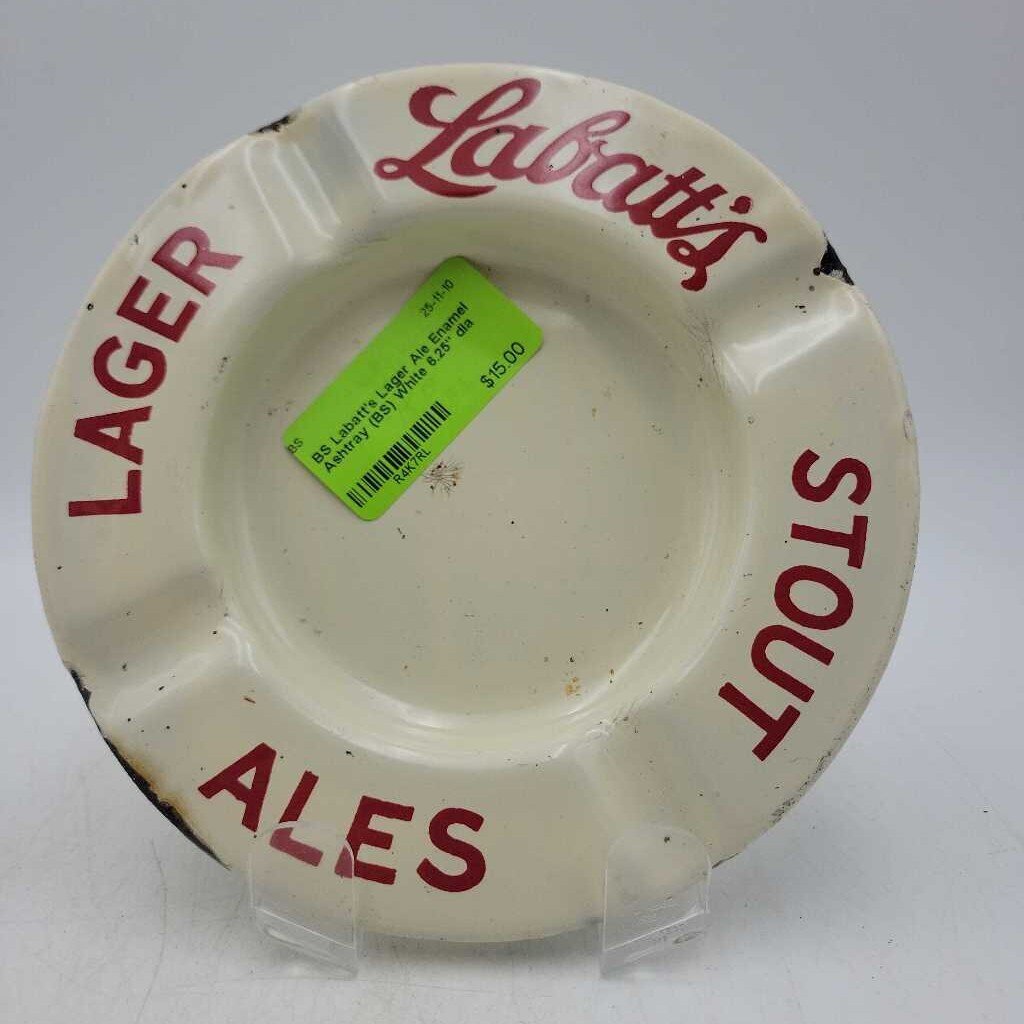 Labatt's
LAGER
STOUT
ALES
25-11-10
BS
BS Labatt's Lager Ale Enamel
Ashtray (BS) White 6.25" dia
$15.00
R4K7RL